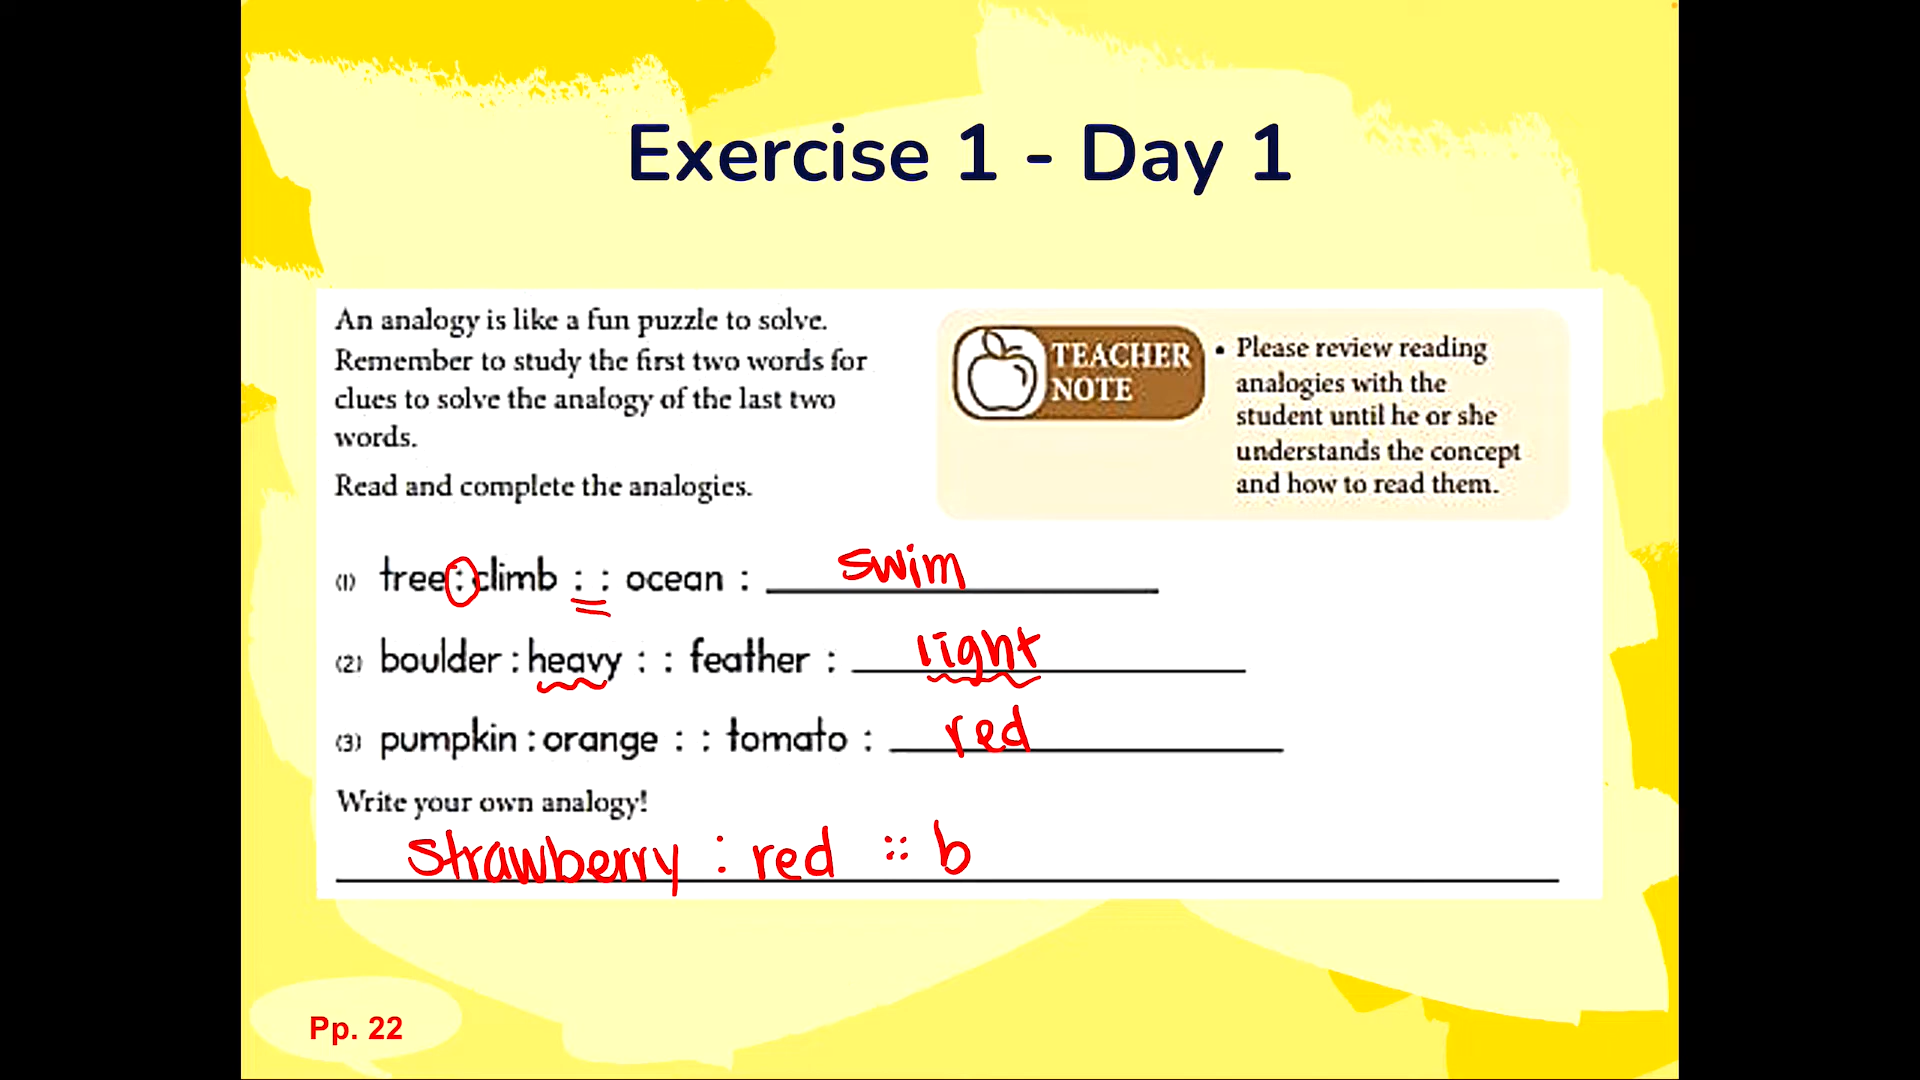 Exercise 1 - Day 1
An analogy is like a fun puzzle to solve.
Remember to study the first two words for
clues to solve the analogy of the last two
words.
Read and complete the analogies.
TEACHER
NOTE
• Please review reading
analogies with the
student until he or she
understands the concept
and how to read them.
(1) tree : climb : : ocean : swim
(2) boulder : heavy : : feather : light
(3) pumpkin : orange : : tomato : red
Write your own analogy!
strawberry : red :: b
Pp. 22